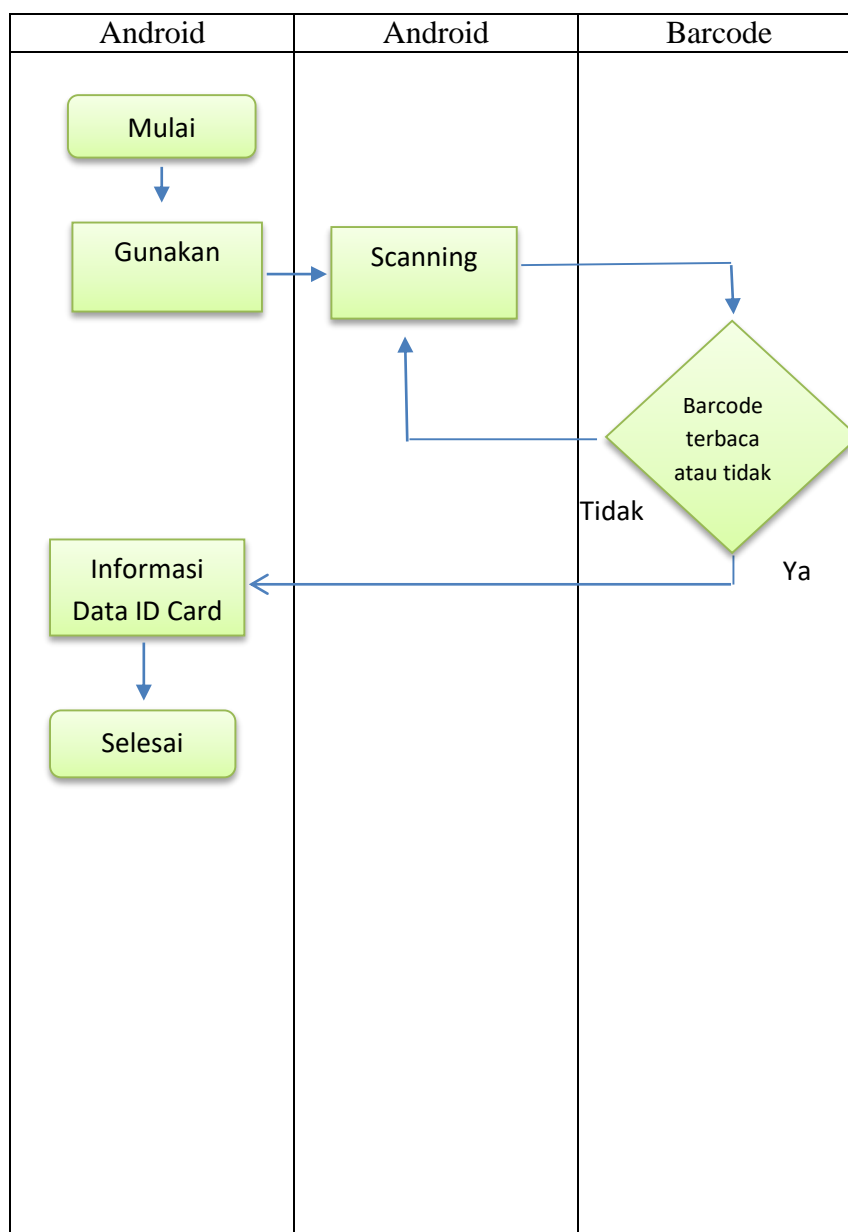 Android
Android
Barcode
Mulai
Gunakan
Scanning
Barcode
terbaca
atau tidak
Tidak
Ya
Informasi
Data ID Card
Selesai